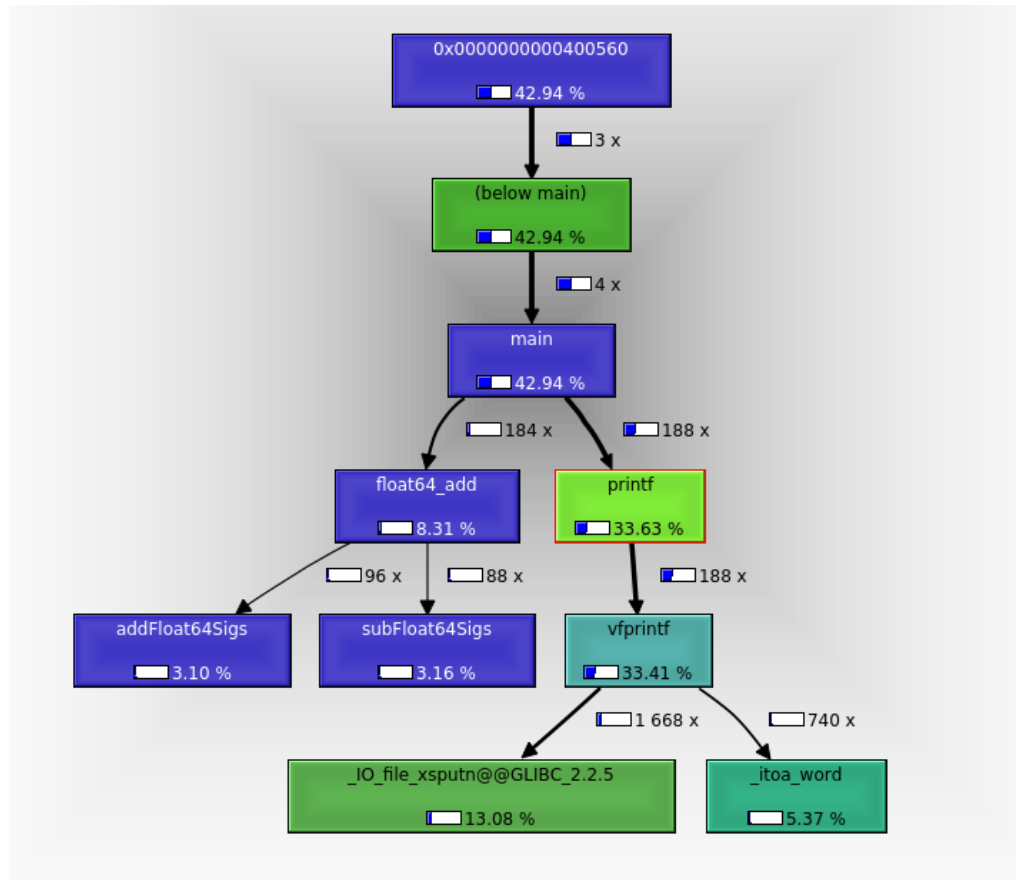 0x0000000000400560
42.94 %
3 x
(below main)
42.94 %
4 x
main
42.94 %
184 x
188 x
float64_add
8.31 %
printf
33.63 %
96 x
88 x
188 x
addFloat64Sigs
3.10 %
subFloat64Sigs
3.16 %
vfprintf
33.41 %
1 668 x
740 x
_IO_file_xsputn@@GLIBC_2.2.5
13.08 %
_itoa_word
5.37 %